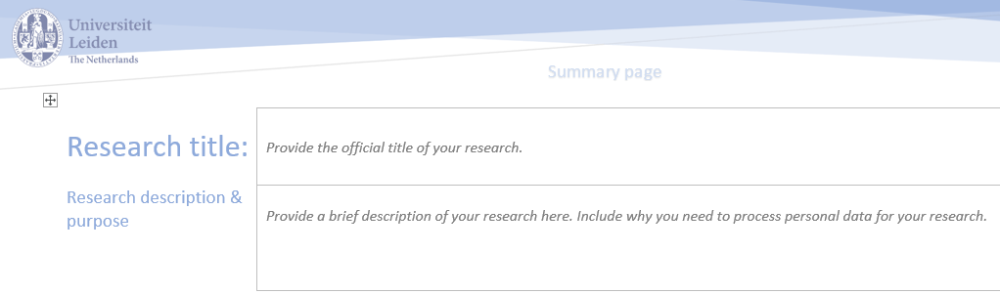 Universiteit
Leiden
The Netherlands
Summary page
Research title:
Provide the official title of your research.
Research description &
purpose
Provide a brief description of your research here. Include why you need to process personal data for your research.